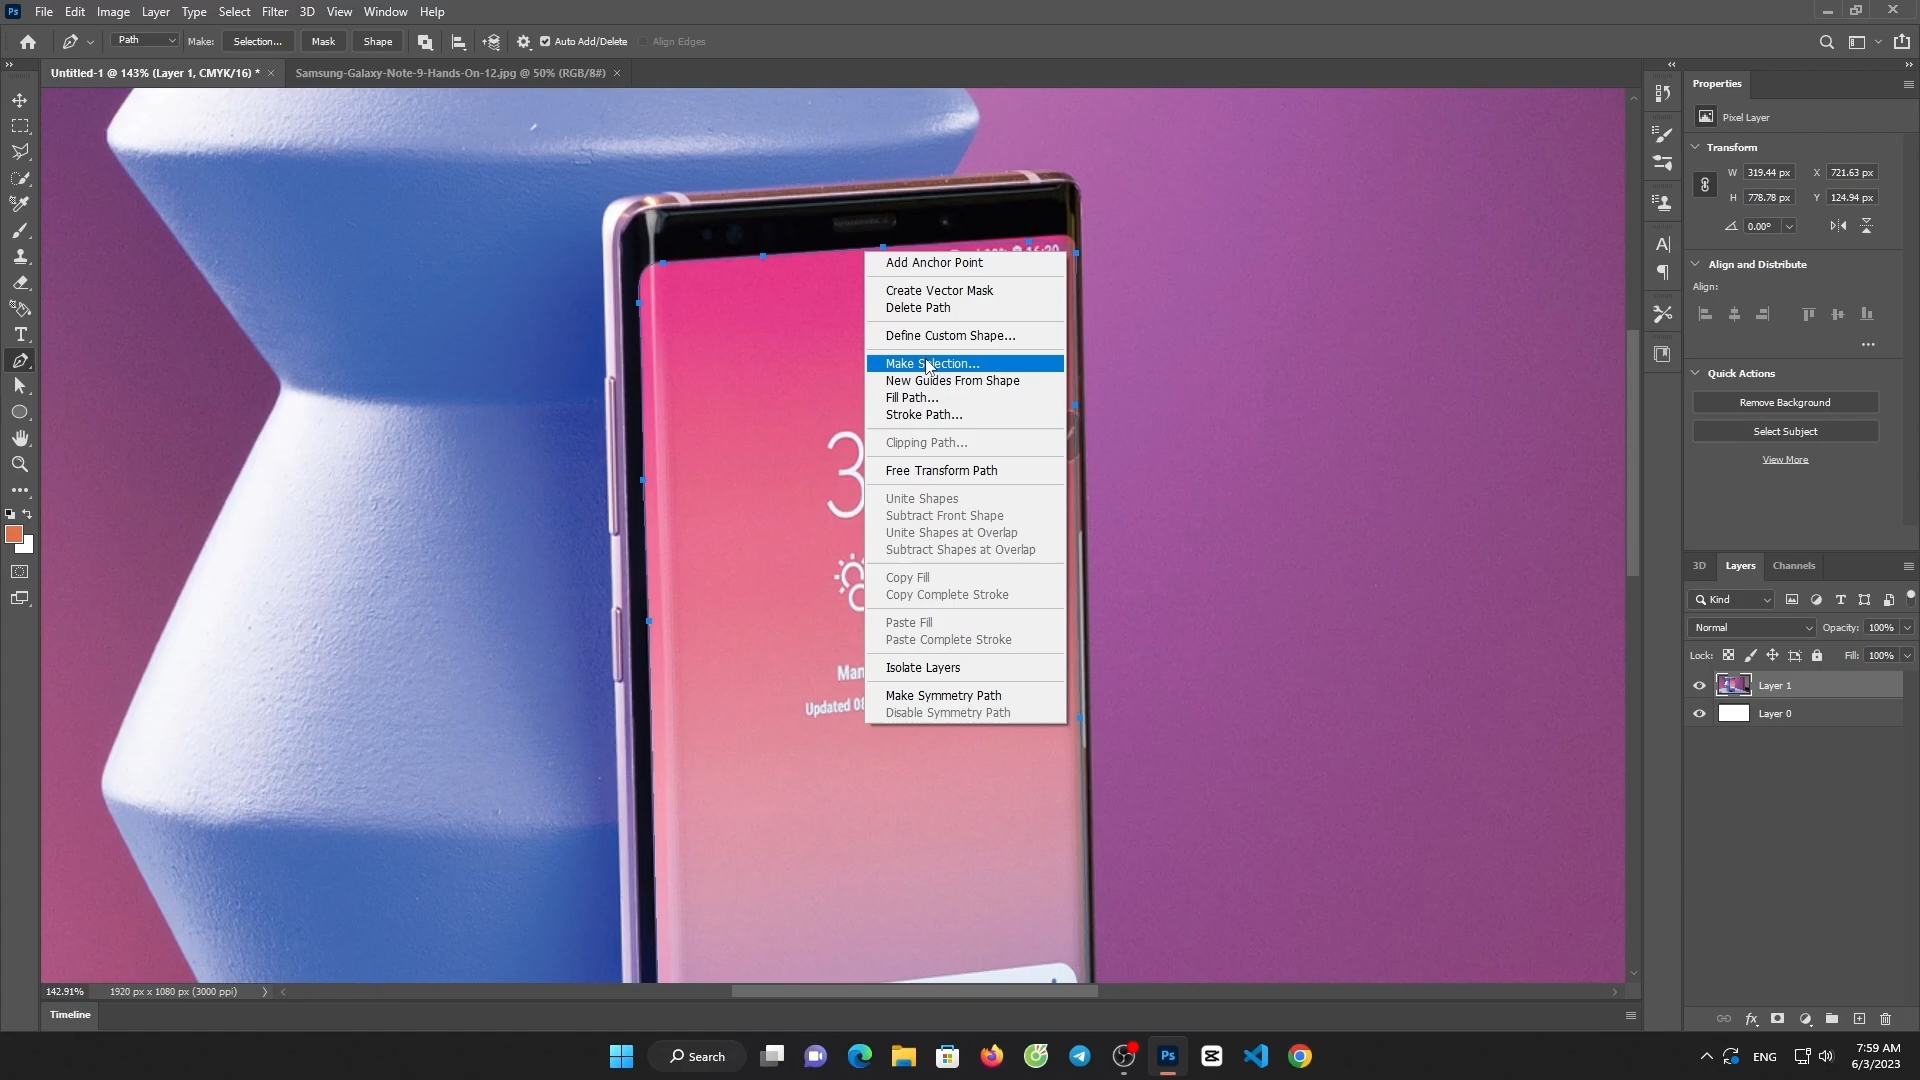 Ps File Edit Image Layer Type Select Filter 3D View Window Help
Path Make: Selection... Mask Shape Auto Add/Delete Align Edges
Untitled-1 @ 143% (Layer 1, CMYK/16) * × Samsung-Galaxy-Note-9-Hands-On-12.jpg @ 50% (RGB/8#) ×
Properties
Pixel Layer
Transform
W 319.44 px X 721.63 px
H 778.78 px Y 124.94 px
0.00°
Align and Distribute
Align:
Quick Actions
Remove Background
Select Subject
View More
16:20
Add Anchor Point
Create Vector Mask
Delete Path
Define Custom Shape...
Make Selection...
New Guides From Shape
Fill Path...
Stroke Path...
Clipping Path...
Free Transform Path
Unite Shapes
Subtract Front Shape
Unite Shapes at Overlap
Subtract Shapes at Overlap
Copy Fill
Copy Complete Stroke
Paste Fill
Paste Complete Stroke
Isolate Layers
Make Symmetry Path
Disable Symmetry Path
3
Man
Updated 08
3D Layers Channels
Kind
Normal Opacity: 100%
Lock: Fill: 100%
Layer 1
Layer 0
142.91% 1920 px x 1080 px (3000 ppi)
Timeline
Search
Ps
ENG
7:59 AM
6/3/2023